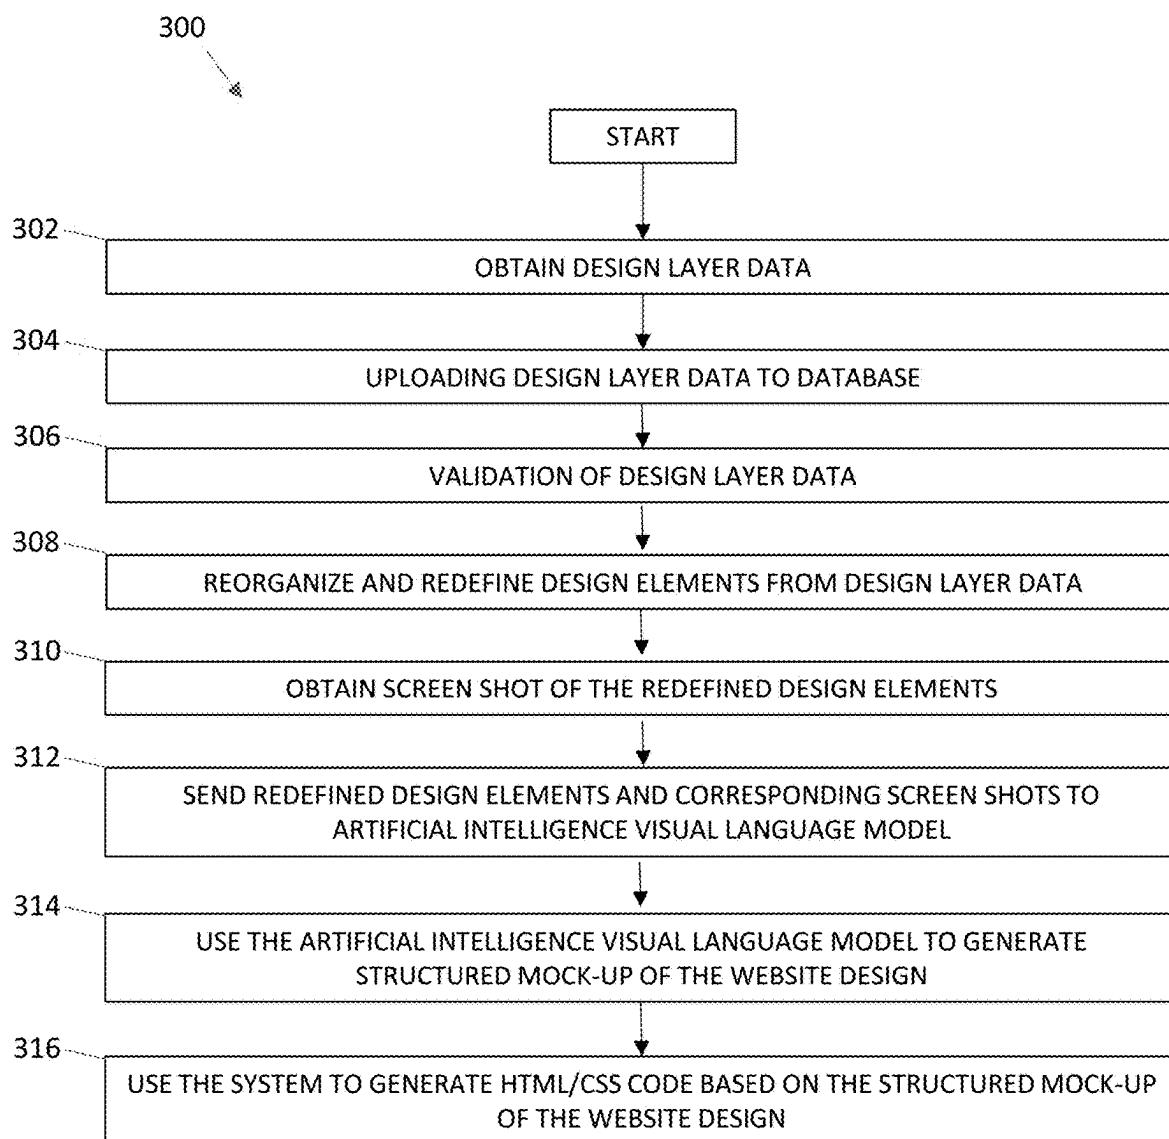 300
START
302
OBTAIN DESIGN LAYER DATA
304
UPLOADING DESIGN LAYER DATA TO DATABASE
306
VALIDATION OF DESIGN LAYER DATA
308
REORGANIZE AND REDEFINE DESIGN ELEMENTS FROM DESIGN LAYER DATA
310
OBTAIN SCREEN SHOT OF THE REDEFINED DESIGN ELEMENTS
312
SEND REDEFINED DESIGN ELEMENTS AND CORRESPONDING SCREEN SHOTS TO
ARTIFICIAL INTELLIGENCE VISUAL LANGUAGE MODEL
314
USE THE ARTIFICIAL INTELLIGENCE VISUAL LANGUAGE MODEL TO GENERATE
STRUCTURED MOCK-UP OF THE WEBSITE DESIGN
316
USE THE SYSTEM TO GENERATE HTML/CSS CODE BASED ON THE STRUCTURED MOCK-UP
OF THE WEBSITE DESIGN